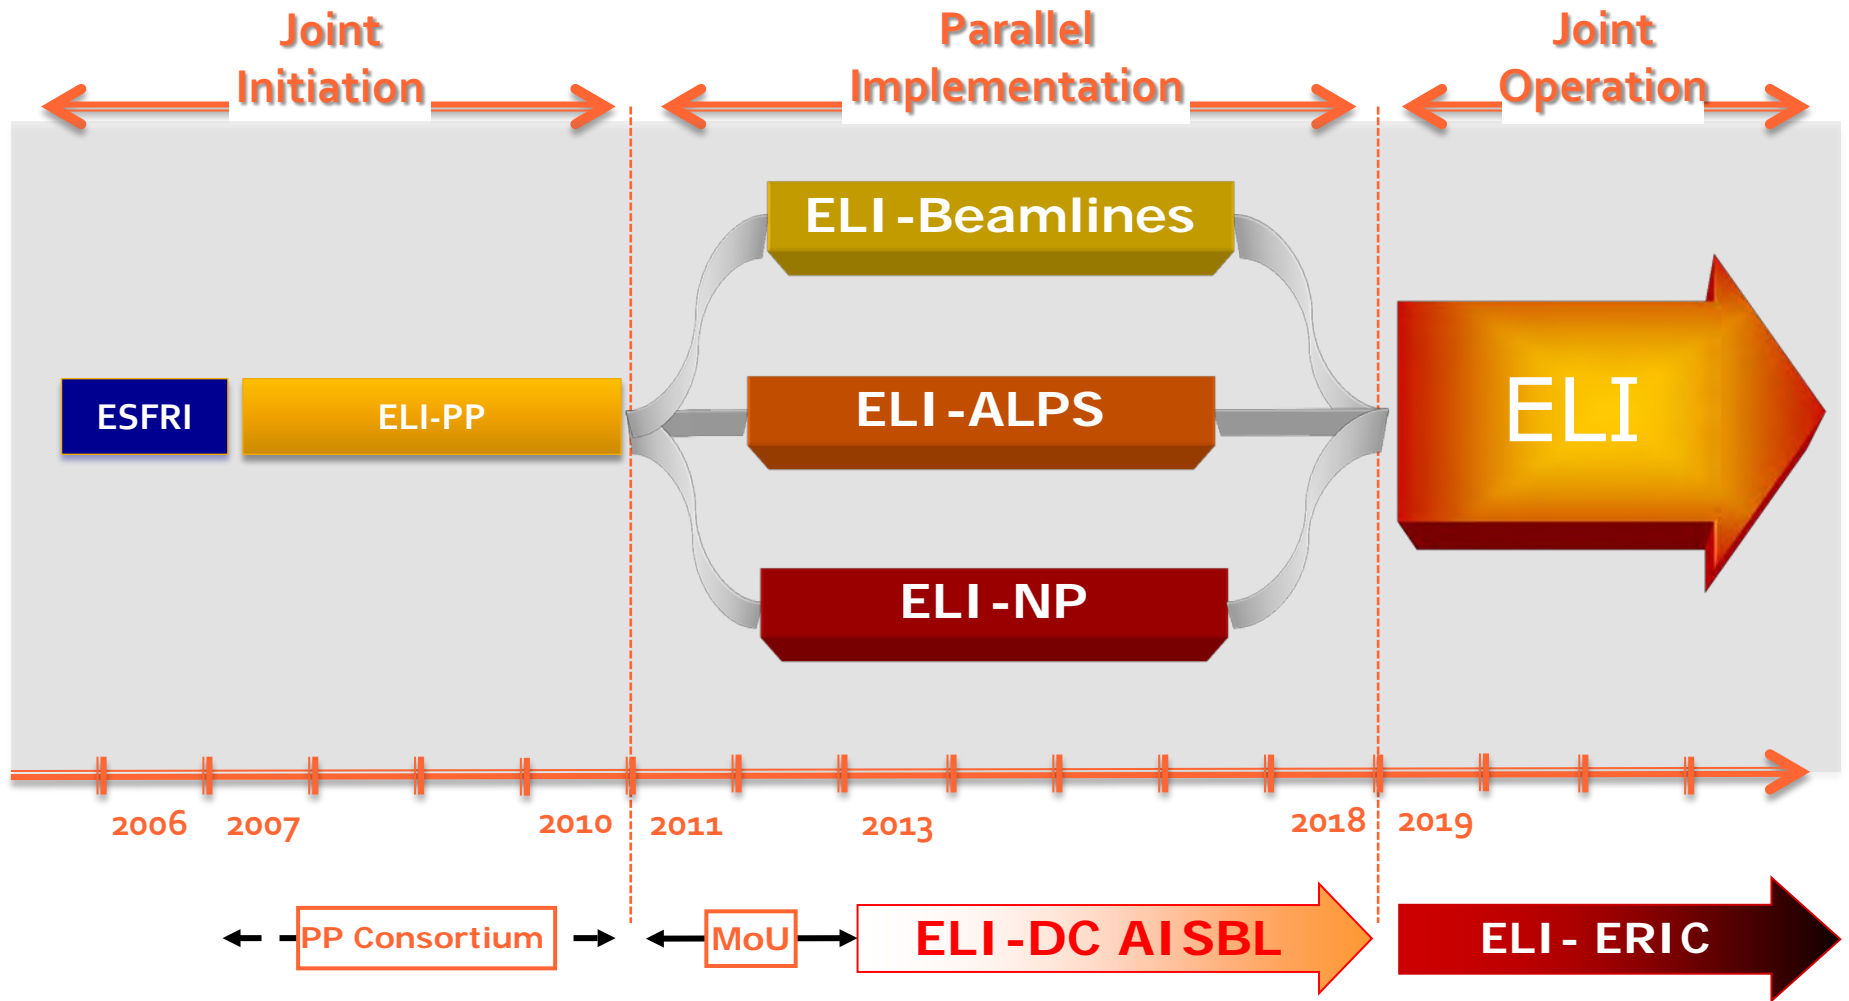 Joint
Initiation
Parallel
Implementation
Joint
Operation
ELI-Beamlines
ESFRI
ELI-PP
ELI-ALPS
ELI
ELI-NP
2006
2007
2010
2011
2013
2018
2019
PP Consortium
MoU
ELI-DC AISBL
ELI- ERIC